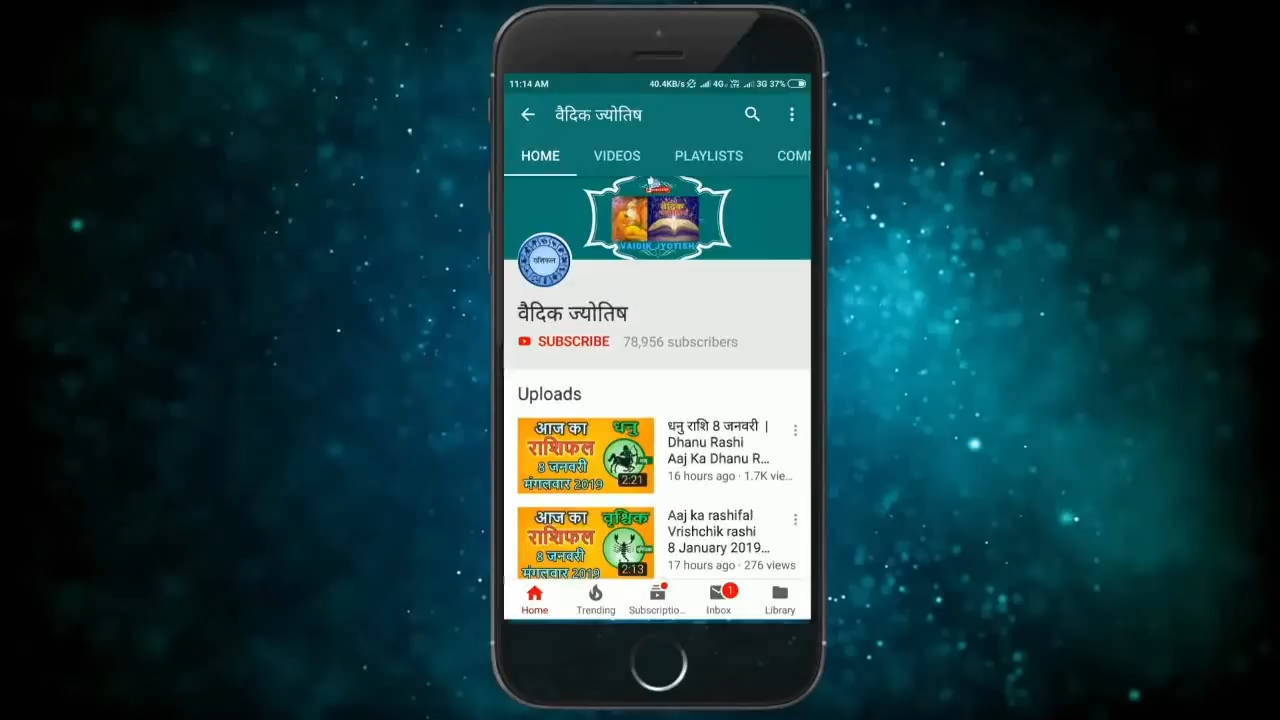 11:14 AM
40.4KB/s 4G 3G 37%
वैदिक ज्योतिष
HOME VIDEOS PLAYLISTS COM
वैदिक
VAIDIK JYOTISH
राशिफल
वैदिक ज्योतिष
SUBSCRIBE 78,956 subscribers
Uploads
आज का धनु
राशिफल
8 जनवरी
मंगलवार 2019
2:21
धनु राशि 8 जनवरी |
Dhanu Rashi
Aaj Ka Dhanu R...
16 hours ago · 1.7K vie...
आज का वृश्चिक
राशिफल
8 जनवरी
मंगलवार 2019
2:13
Aaj ka rashifal
Vrishchik rashi
8 January 2019...
17 hours ago · 276 views
1
Home Trending Subscriptio... Inbox Library